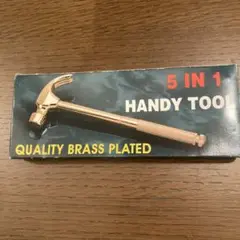 5 IN 1
HANDY TOOL
QUALITY BRASS PLATED